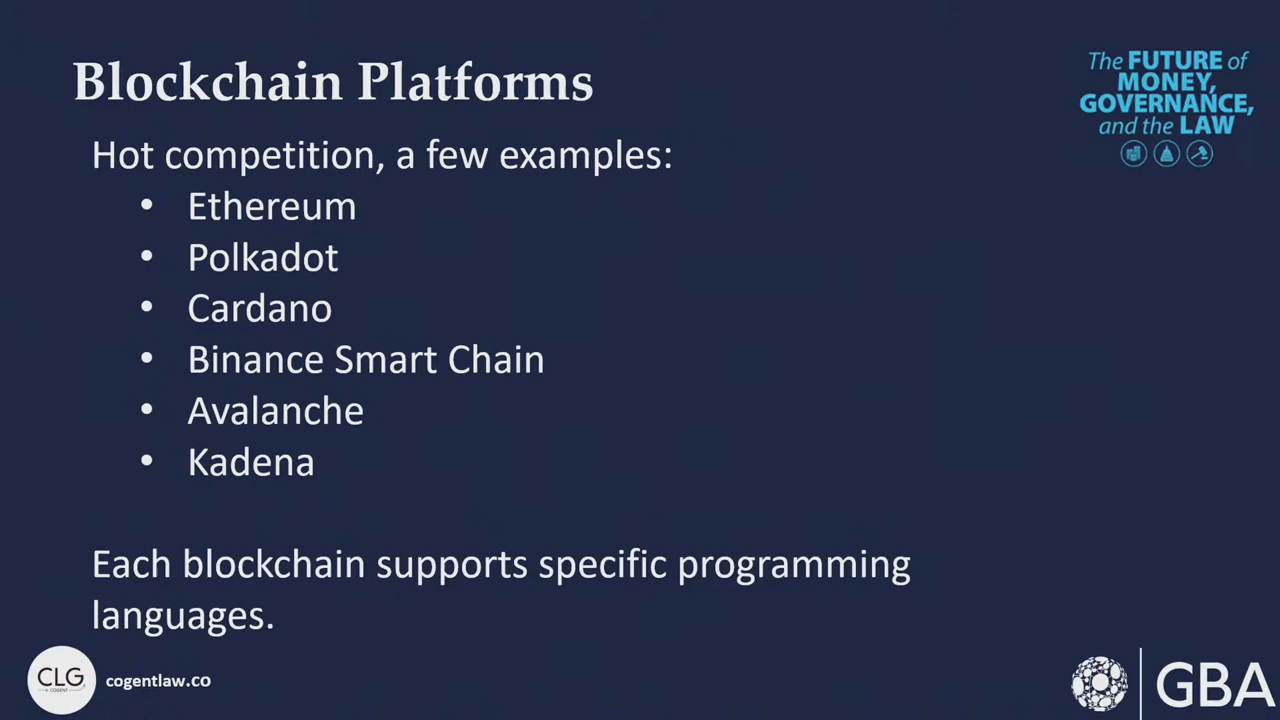 Blockchain Platforms
The FUTURE of
MONEY,
GOVERNANCE,
and the LAW
Hot competition, a few examples:
• Ethereum
• Polkadot
• Cardano
• Binance Smart Chain
• Avalanche
• Kadena
Each blockchain supports specific programming
languages.
CLG
COGENT
cogentlaw.co
GBA